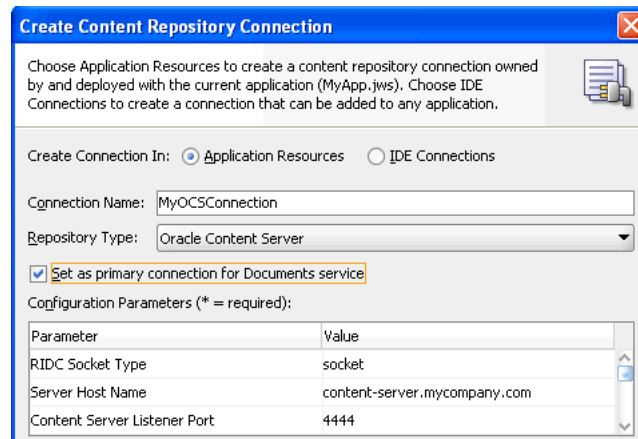 Create Content Repository Connection
Choose Application Resources to create a content repository connection owned
by and deployed with the current application (MyApp.jws). Choose IDE
Connections to create a connection that can be added to any application.
Create Connection In: Application Resources IDE Connections
Connection Name: MyOCSConnection
Repository Type: Oracle Content Server
Set as primary connection for Documents service
Configuration Parameters (* = required):
Parameter Value
RIDC Socket Type socket
Server Host Name content-server.mycompany.com
Content Server Listener Port 4444